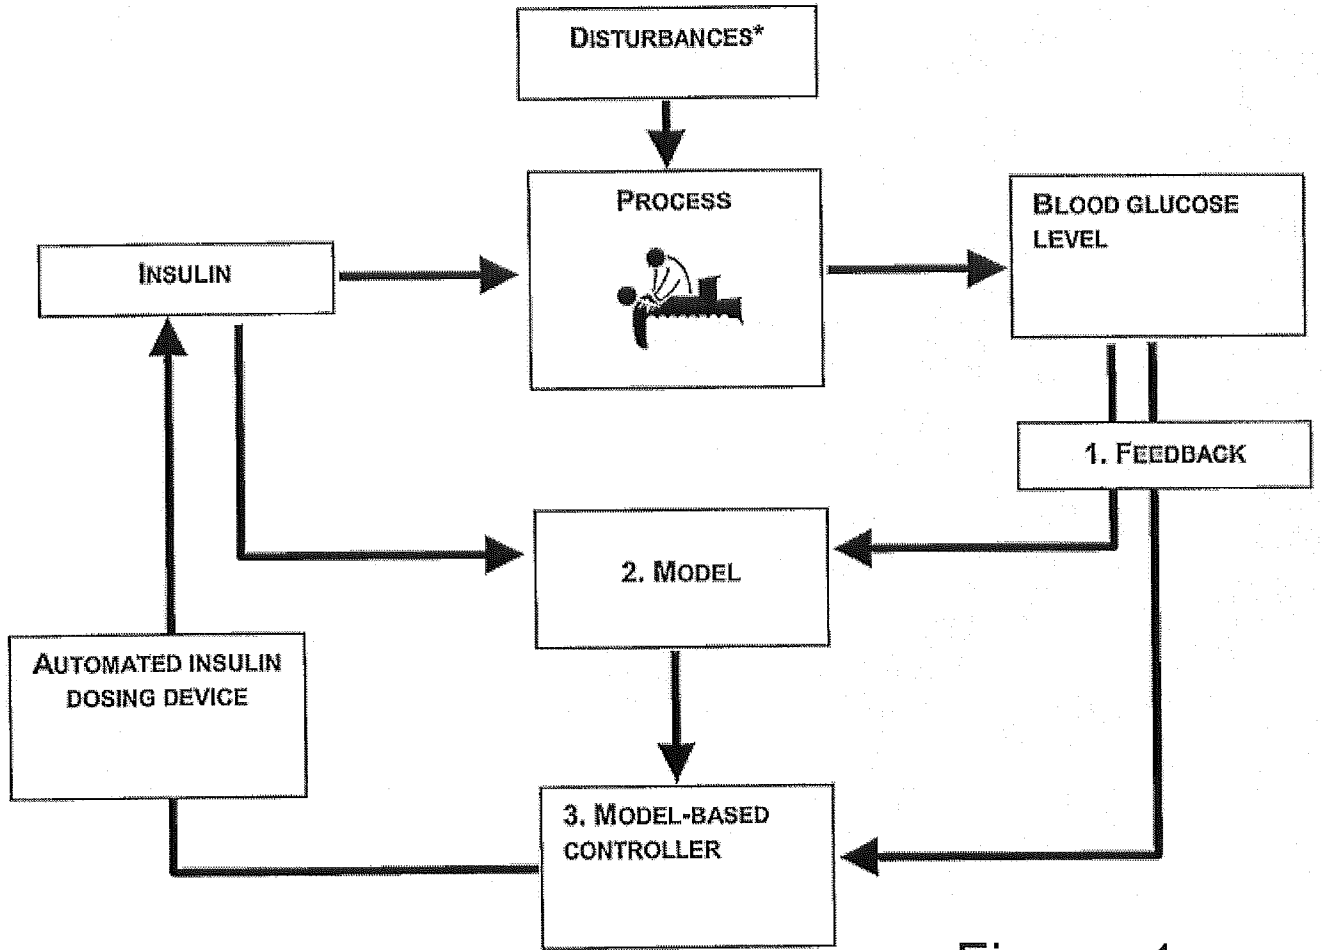 DISTURBANCES*
PROCESS
BLOOD GLUCOSE
LEVEL
INSULIN
1. FEEDBACK
2. MODEL
AUTOMATED INSULIN
DOSING DEVICE
3. MODEL-BASED
CONTROLLER